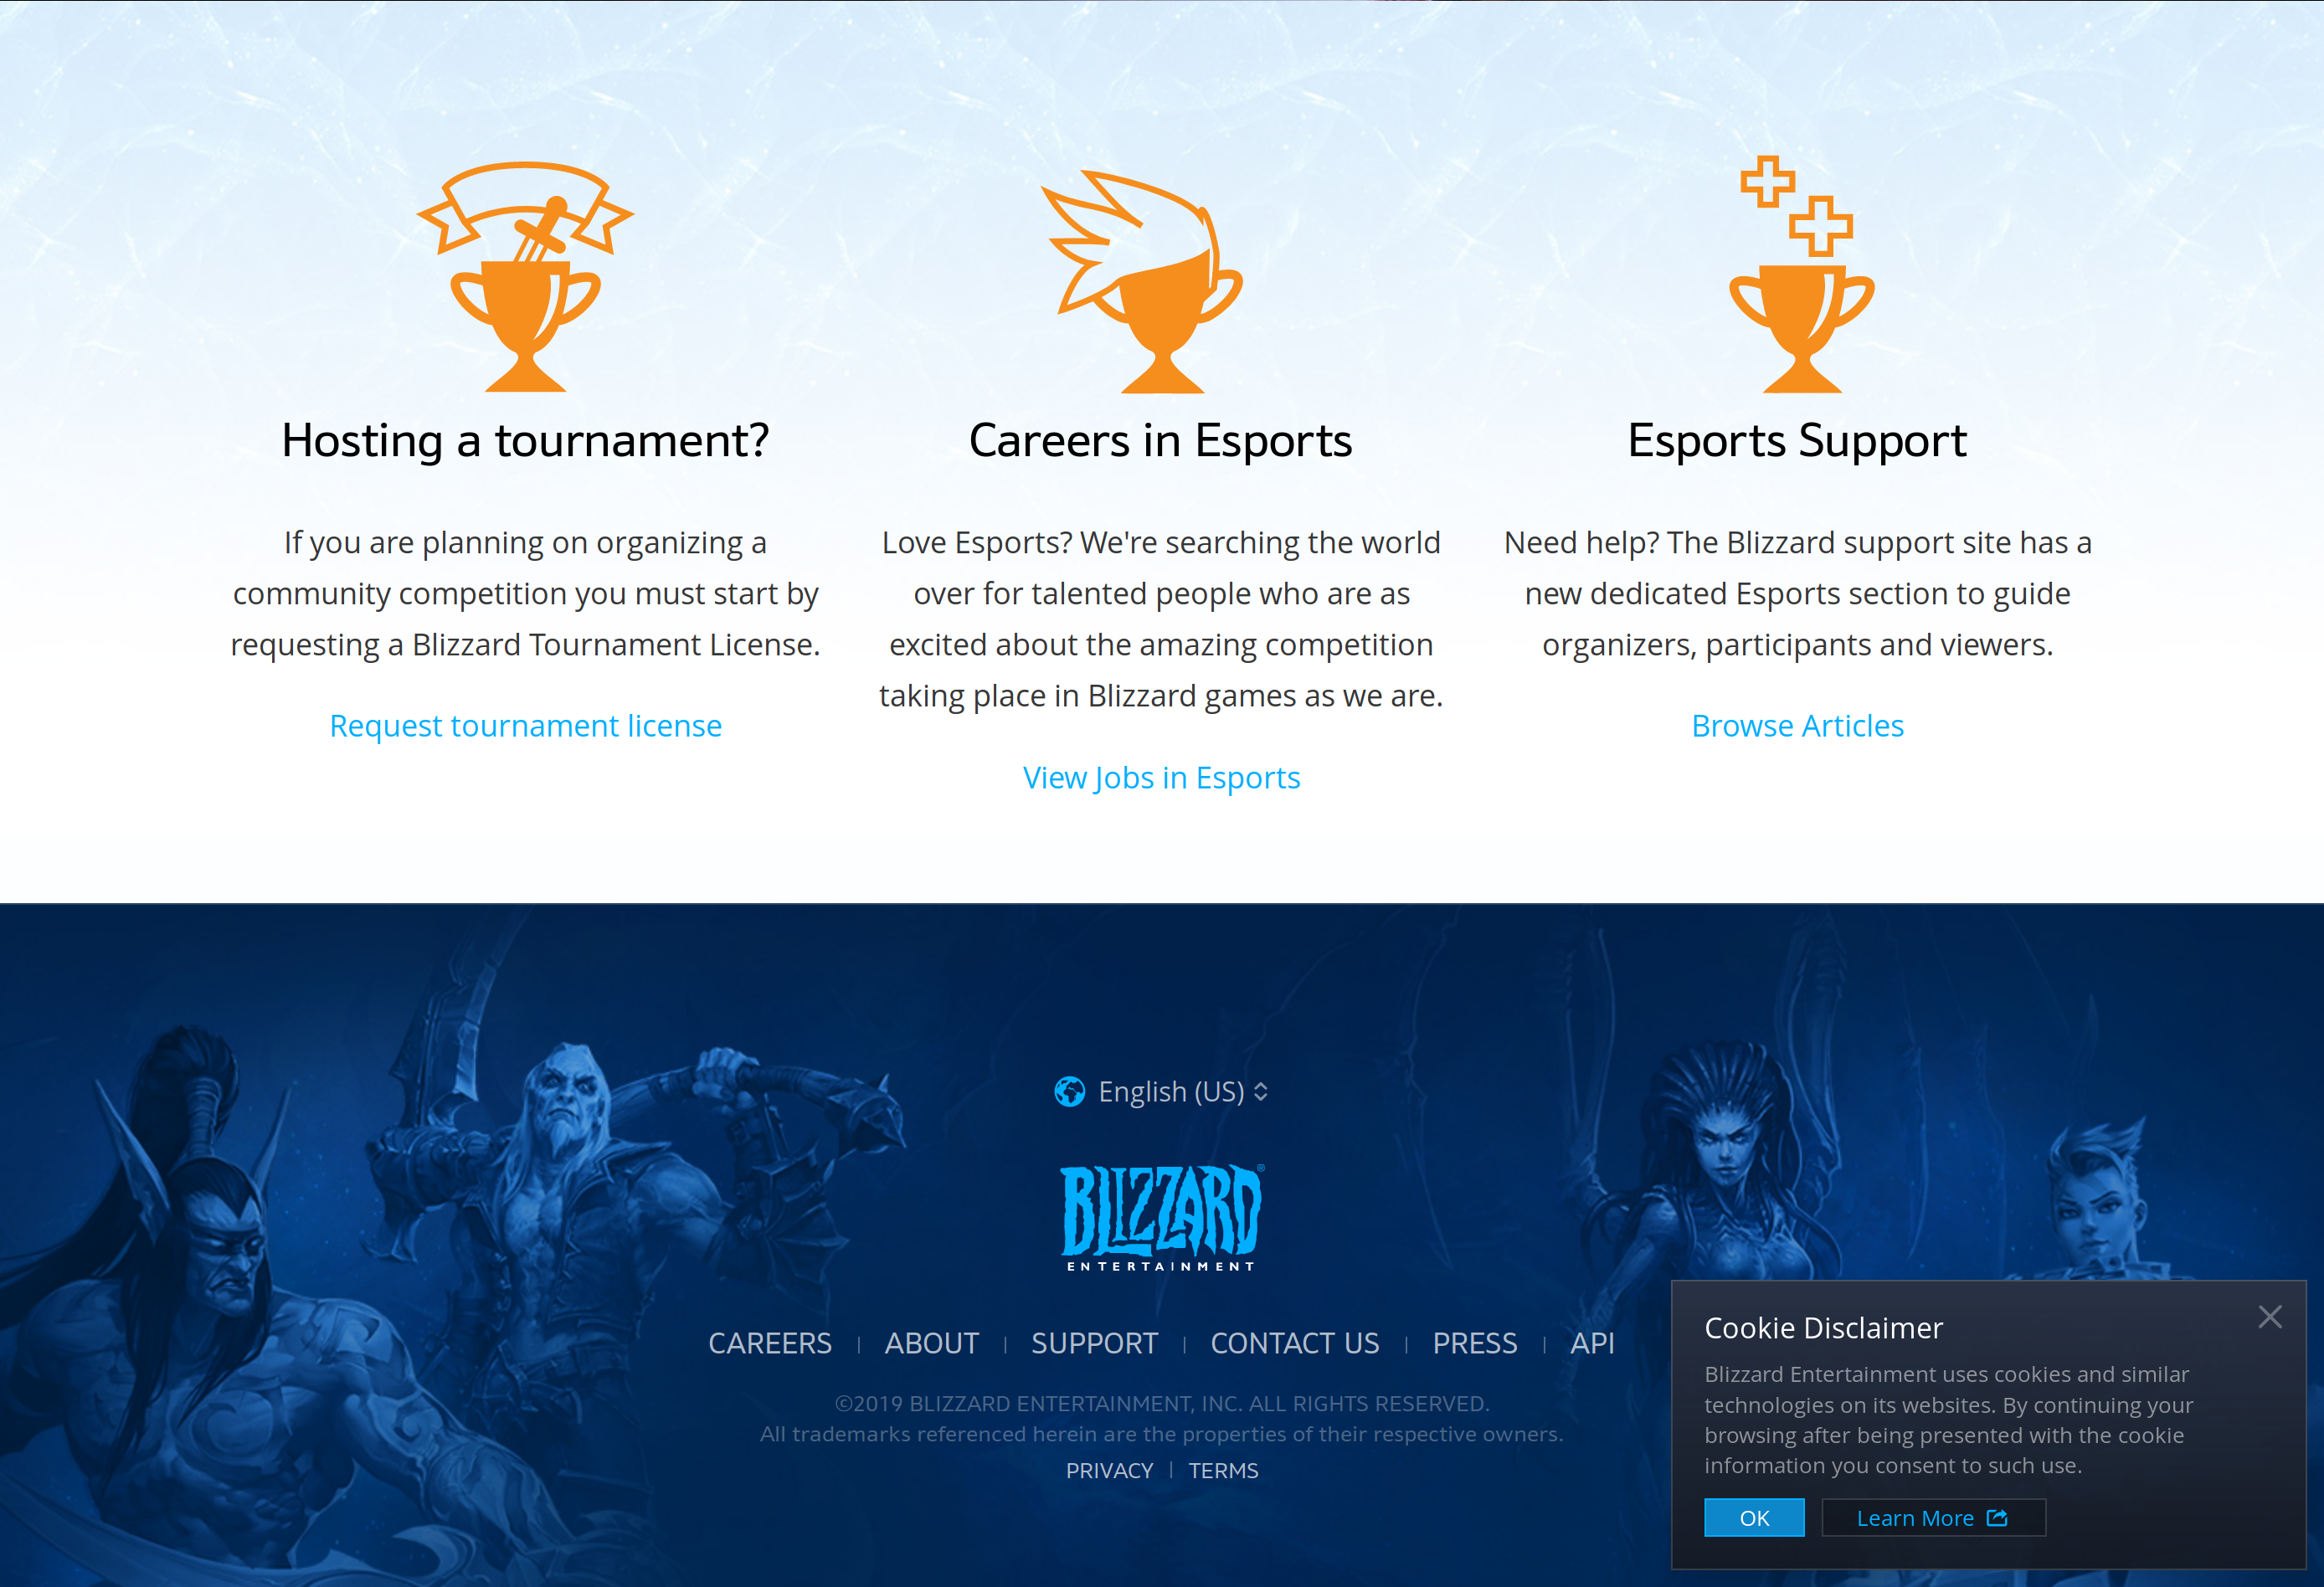 Hosting a tournament?
If you are planning on organizing a
community competition you must start by
requesting a Blizzard Tournament License.
Request tournament license
Careers in Esports
Love Esports? We're searching the world
over for talented people who are as
excited about the amazing competition
taking place in Blizzard games as we are.
View Jobs in Esports
Esports Support
Need help? The Blizzard support site has a
new dedicated Esports section to guide
organizers, participants and viewers.
Browse Articles
English (US)
BLIZZARD®
ENTERTAINMENT
CAREERS | ABOUT | SUPPORT | CONTACT US | PRESS | API
©2019 BLIZZARD ENTERTAINMENT, INC. ALL RIGHTS RESERVED.
All trademarks referenced herein are the properties of their respective owners.
PRIVACY | TERMS
Cookie Disclaimer
Blizzard Entertainment uses cookies and similar
technologies on its websites. By continuing your
browsing after being presented with the cookie
information you consent to such use.
OK
Learn More